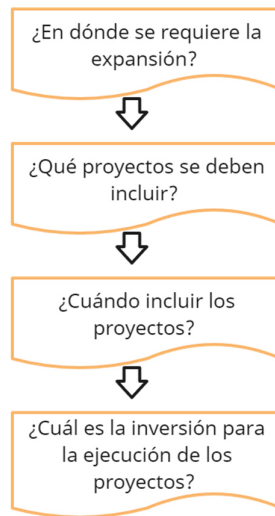 ¿En dónde se requiere la
expansión?
¿Qué proyectos se deben
incluir?
¿Cuándo incluir los
proyectos?
¿Cuál es la inversión para
la ejecución de los
proyectos?